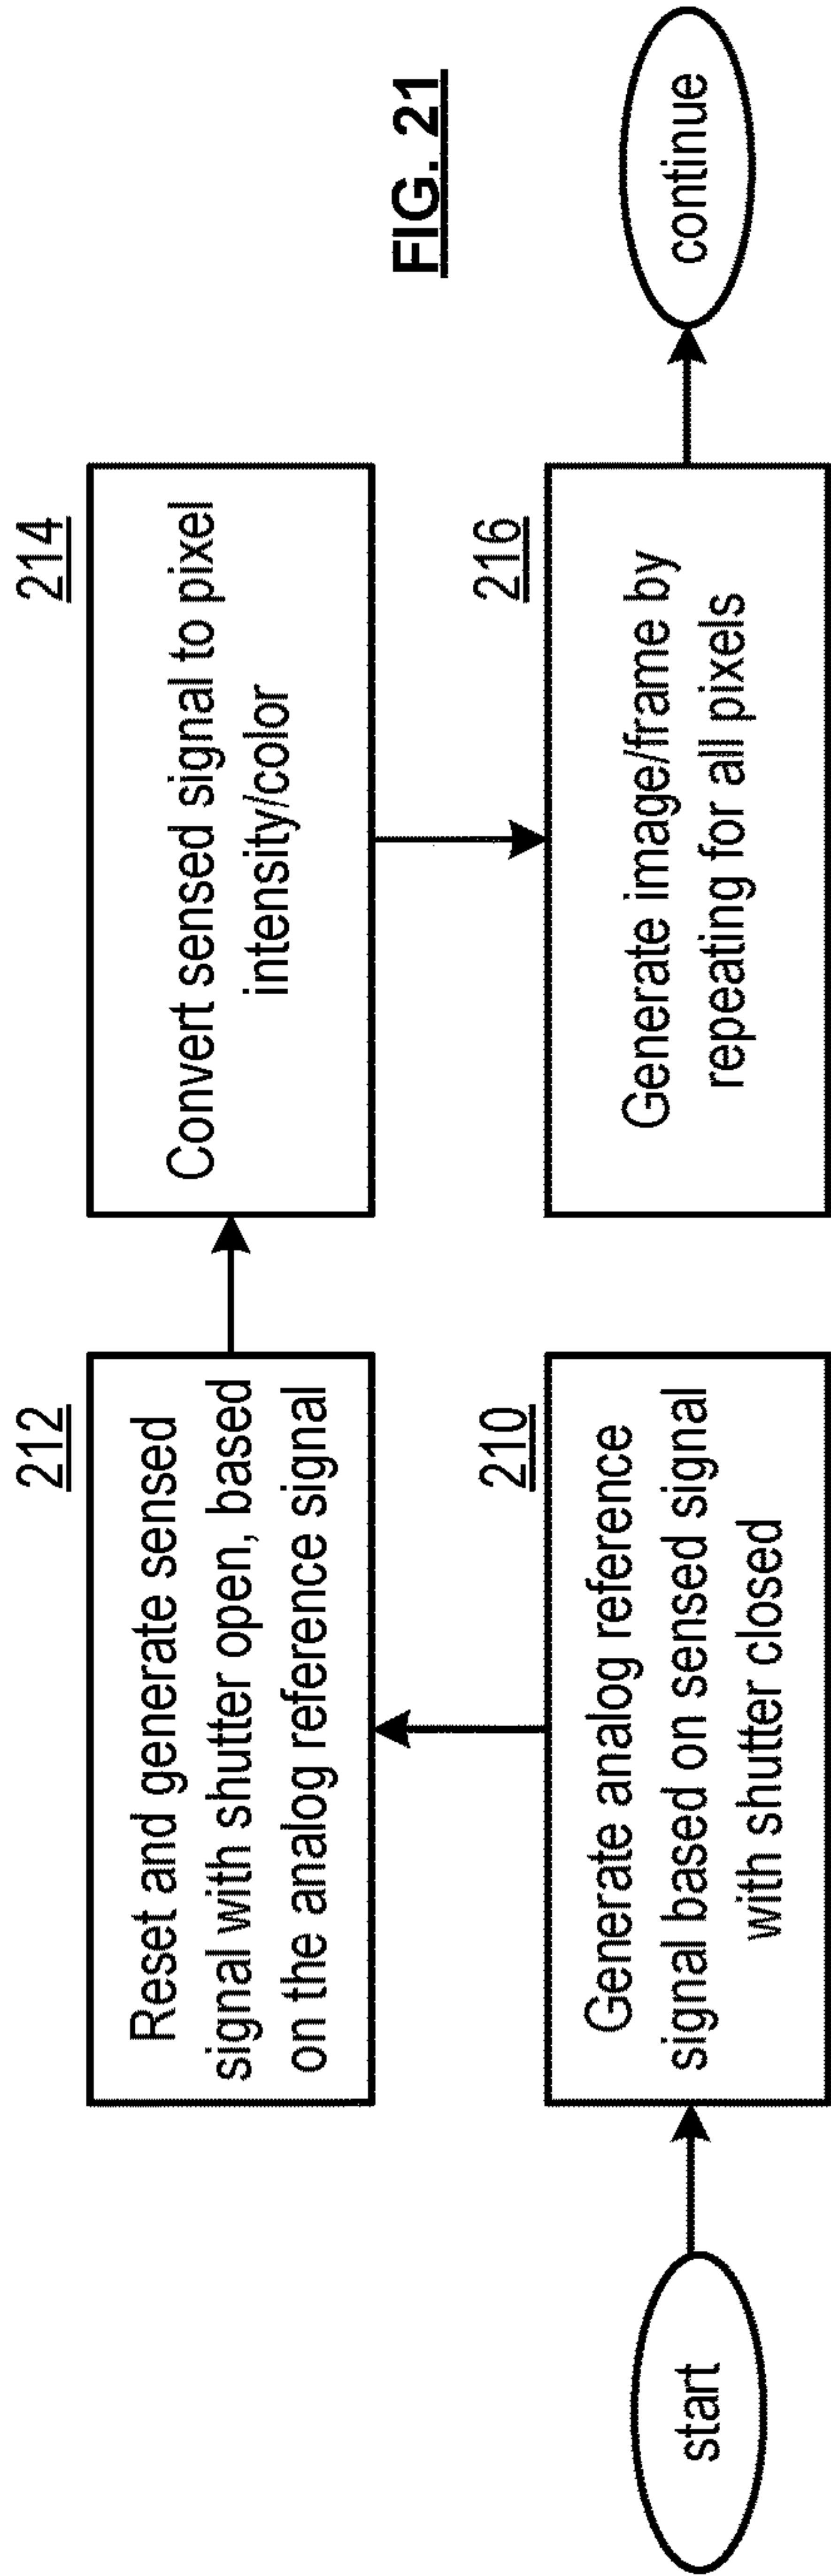 start
210
Generate analog reference
signal based on sensed signal
with shutter closed
212
Reset and generate sensed
signal with shutter open, based
on the analog reference signal
214
Convert sensed signal to pixel
intensity/color
216
Generate image/frame by
repeating for all pixels
continue
FIG. 21